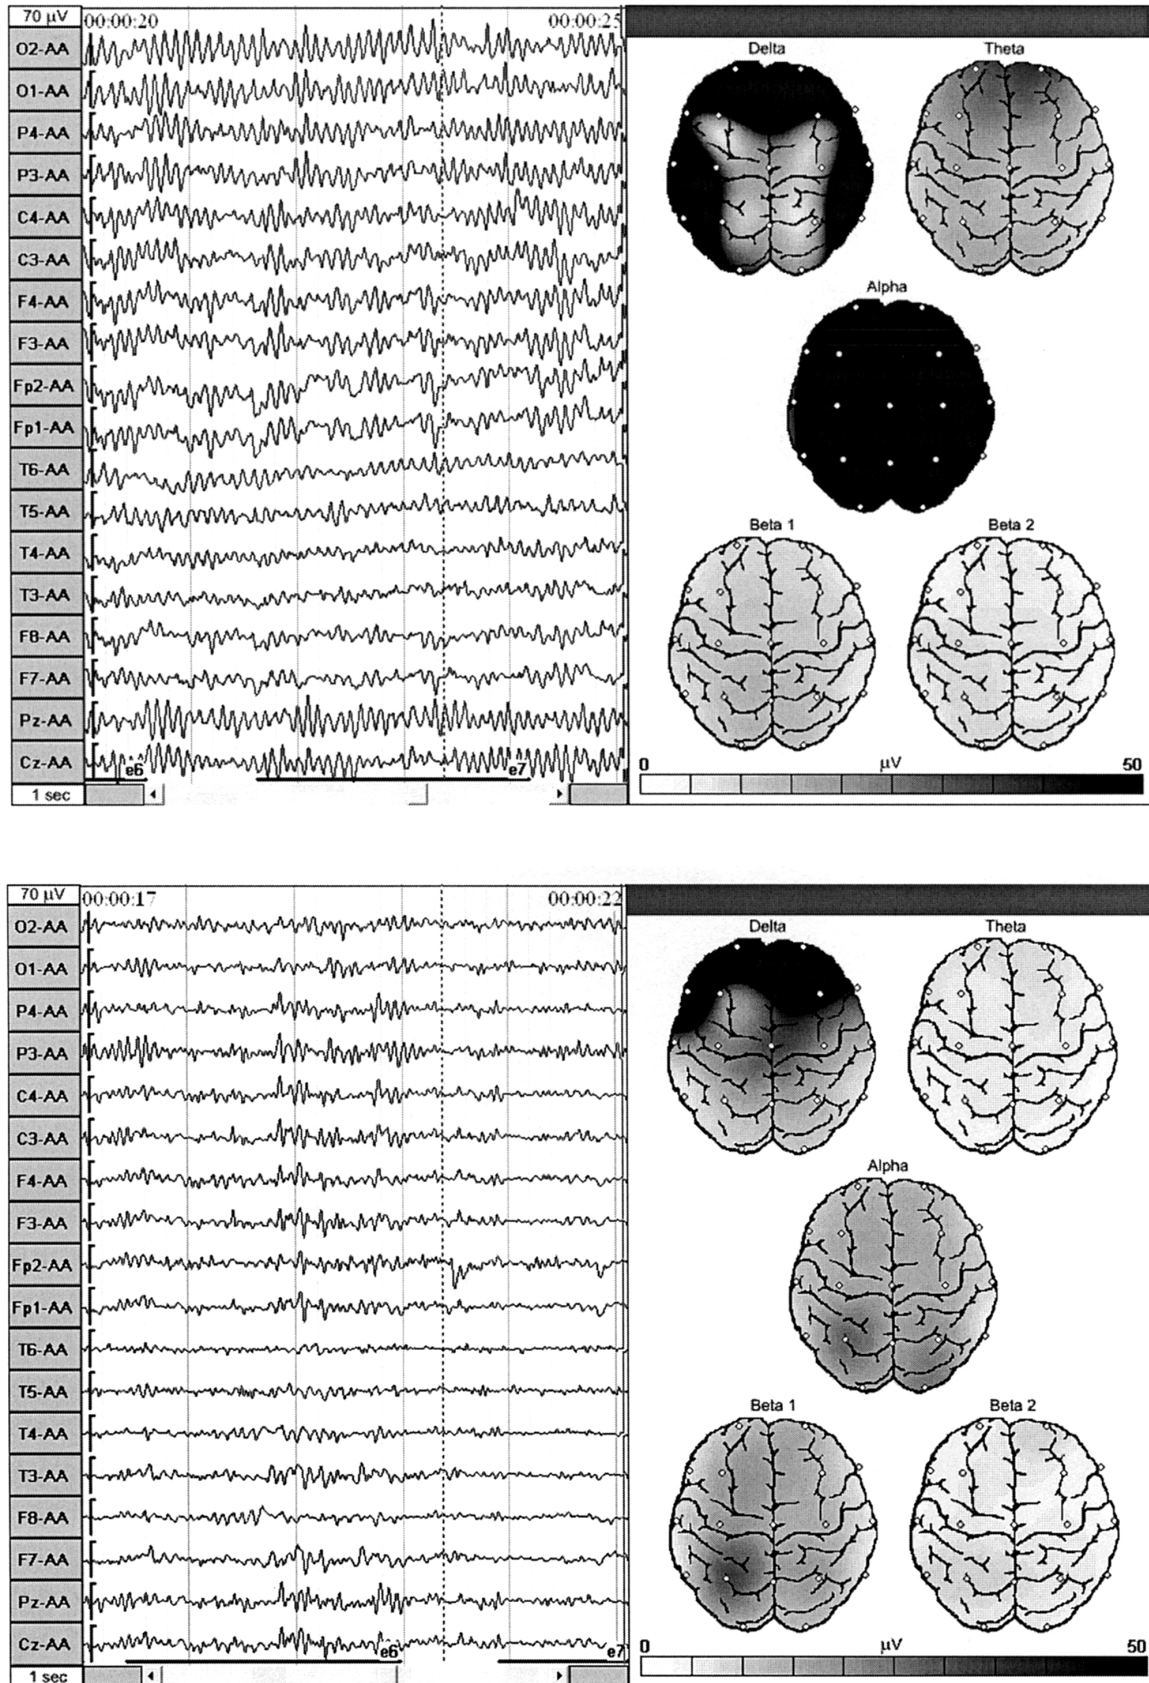 70 µV 00:00:20 00:00:25
O2-AA
O1-AA
P4-AA
P3-AA
C4-AA
C3-AA
F4-AA
F3-AA
Fp2-AA
Fp1-AA
T6-AA
T5-AA
T4-AA
T3-AA
F8-AA
F7-AA
Pz-AA
Cz-AA
e6 e7
1 sec
Delta Theta
Alpha
Beta 1 Beta 2
0 µV 50
70 µV 00:00:17 00:00:22
O2-AA
O1-AA
P4-AA
P3-AA
C4-AA
C3-AA
F4-AA
F3-AA
Fp2-AA
Fp1-AA
T6-AA
T5-AA
T4-AA
T3-AA
F8-AA
F7-AA
Pz-AA
Cz-AA
e6 e7
1 sec
Delta Theta
Alpha
Beta 1 Beta 2
0 µV 50